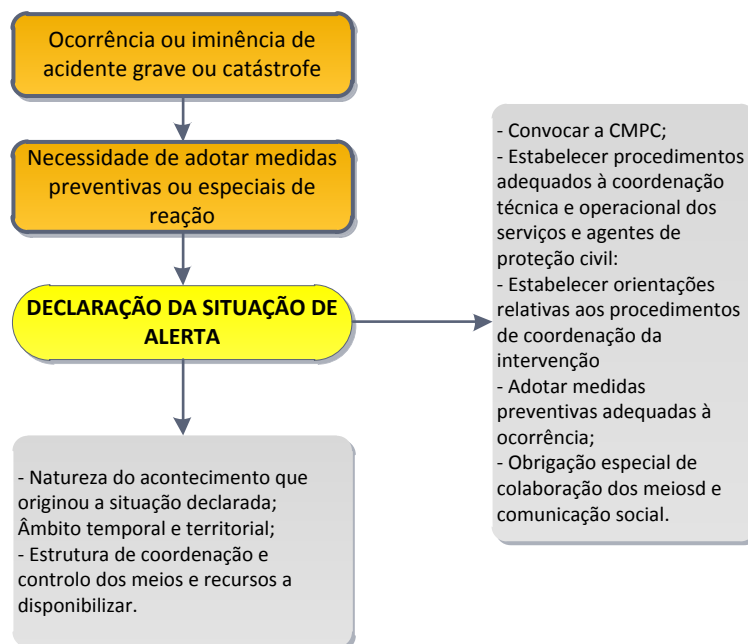 Ocorrência ou iminência de
acidente grave ou catástrofe
Necessidade de adotar medidas
preventivas ou especiais de
reação
DECLARAÇÃO DA SITUAÇÃO DE
ALERTA
- Convocar a CMPC;
- Estabelecer procedimentos
adequados à coordenação
técnica e operacional dos
serviços e agentes de
proteção civil:
- Estabelecer orientações
relativas aos procedimentos
de coordenação da
intervenção
- Adotar medidas
preventivas adequadas à
ocorrência;
- Obrigação especial de
colaboração dos meiosd e
comunicação social.
- Natureza do acontecimento que
originou a situação declarada;
Âmbito temporal e territorial;
- Estrutura de coordenação e
controlo dos meios e recursos a
disponibilizar.